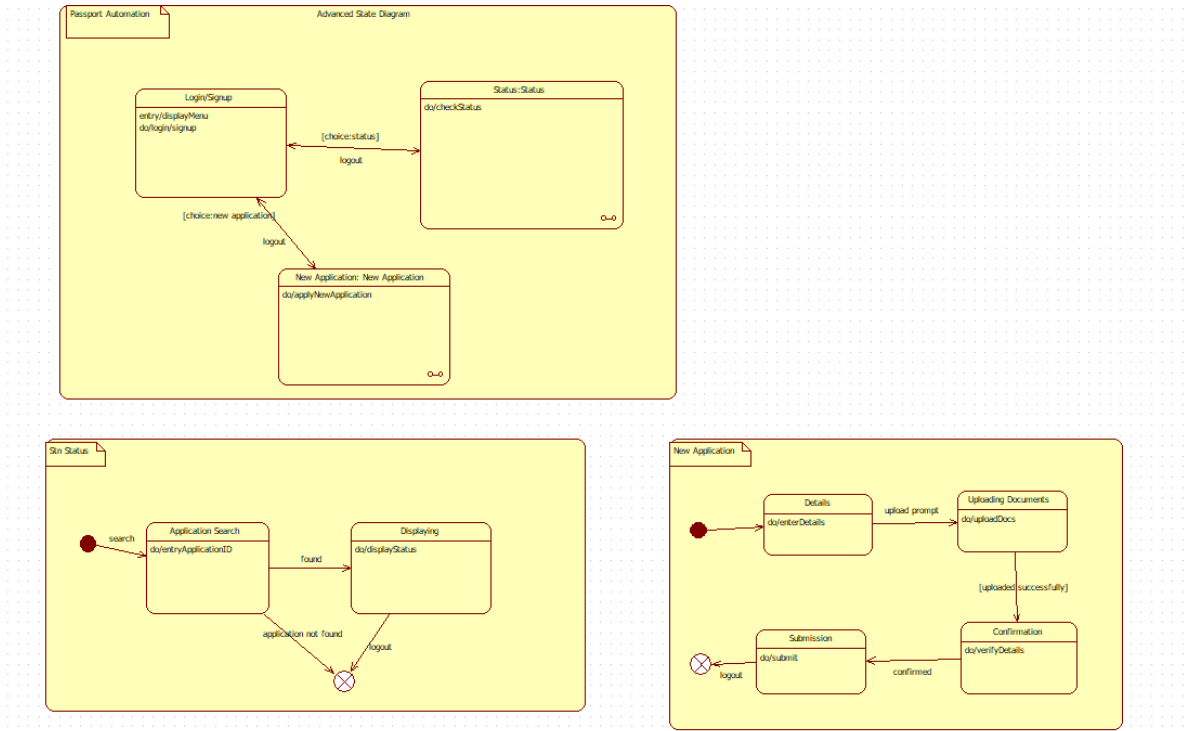 Passport Automation
Advanced State Diagram
Login/Signup
entry/displayMenu
do/login/signup
Status:Status
do/checkStatus
[choice:status]
logout
[choice:new application]
logout
New Application: New Application
do/applyNewApplication
Stn Status
search
Application Search
do/entryApplicationID
found
Displaying
do/displayStatus
application not found
logout
New Application
Details
do/enterDetails
upload prompt
Uploading Documents
do/uploadDocs
[uploaded successfully]
Confirmation
do/verifyDetails
confirmed
Submission
do/submit
logout